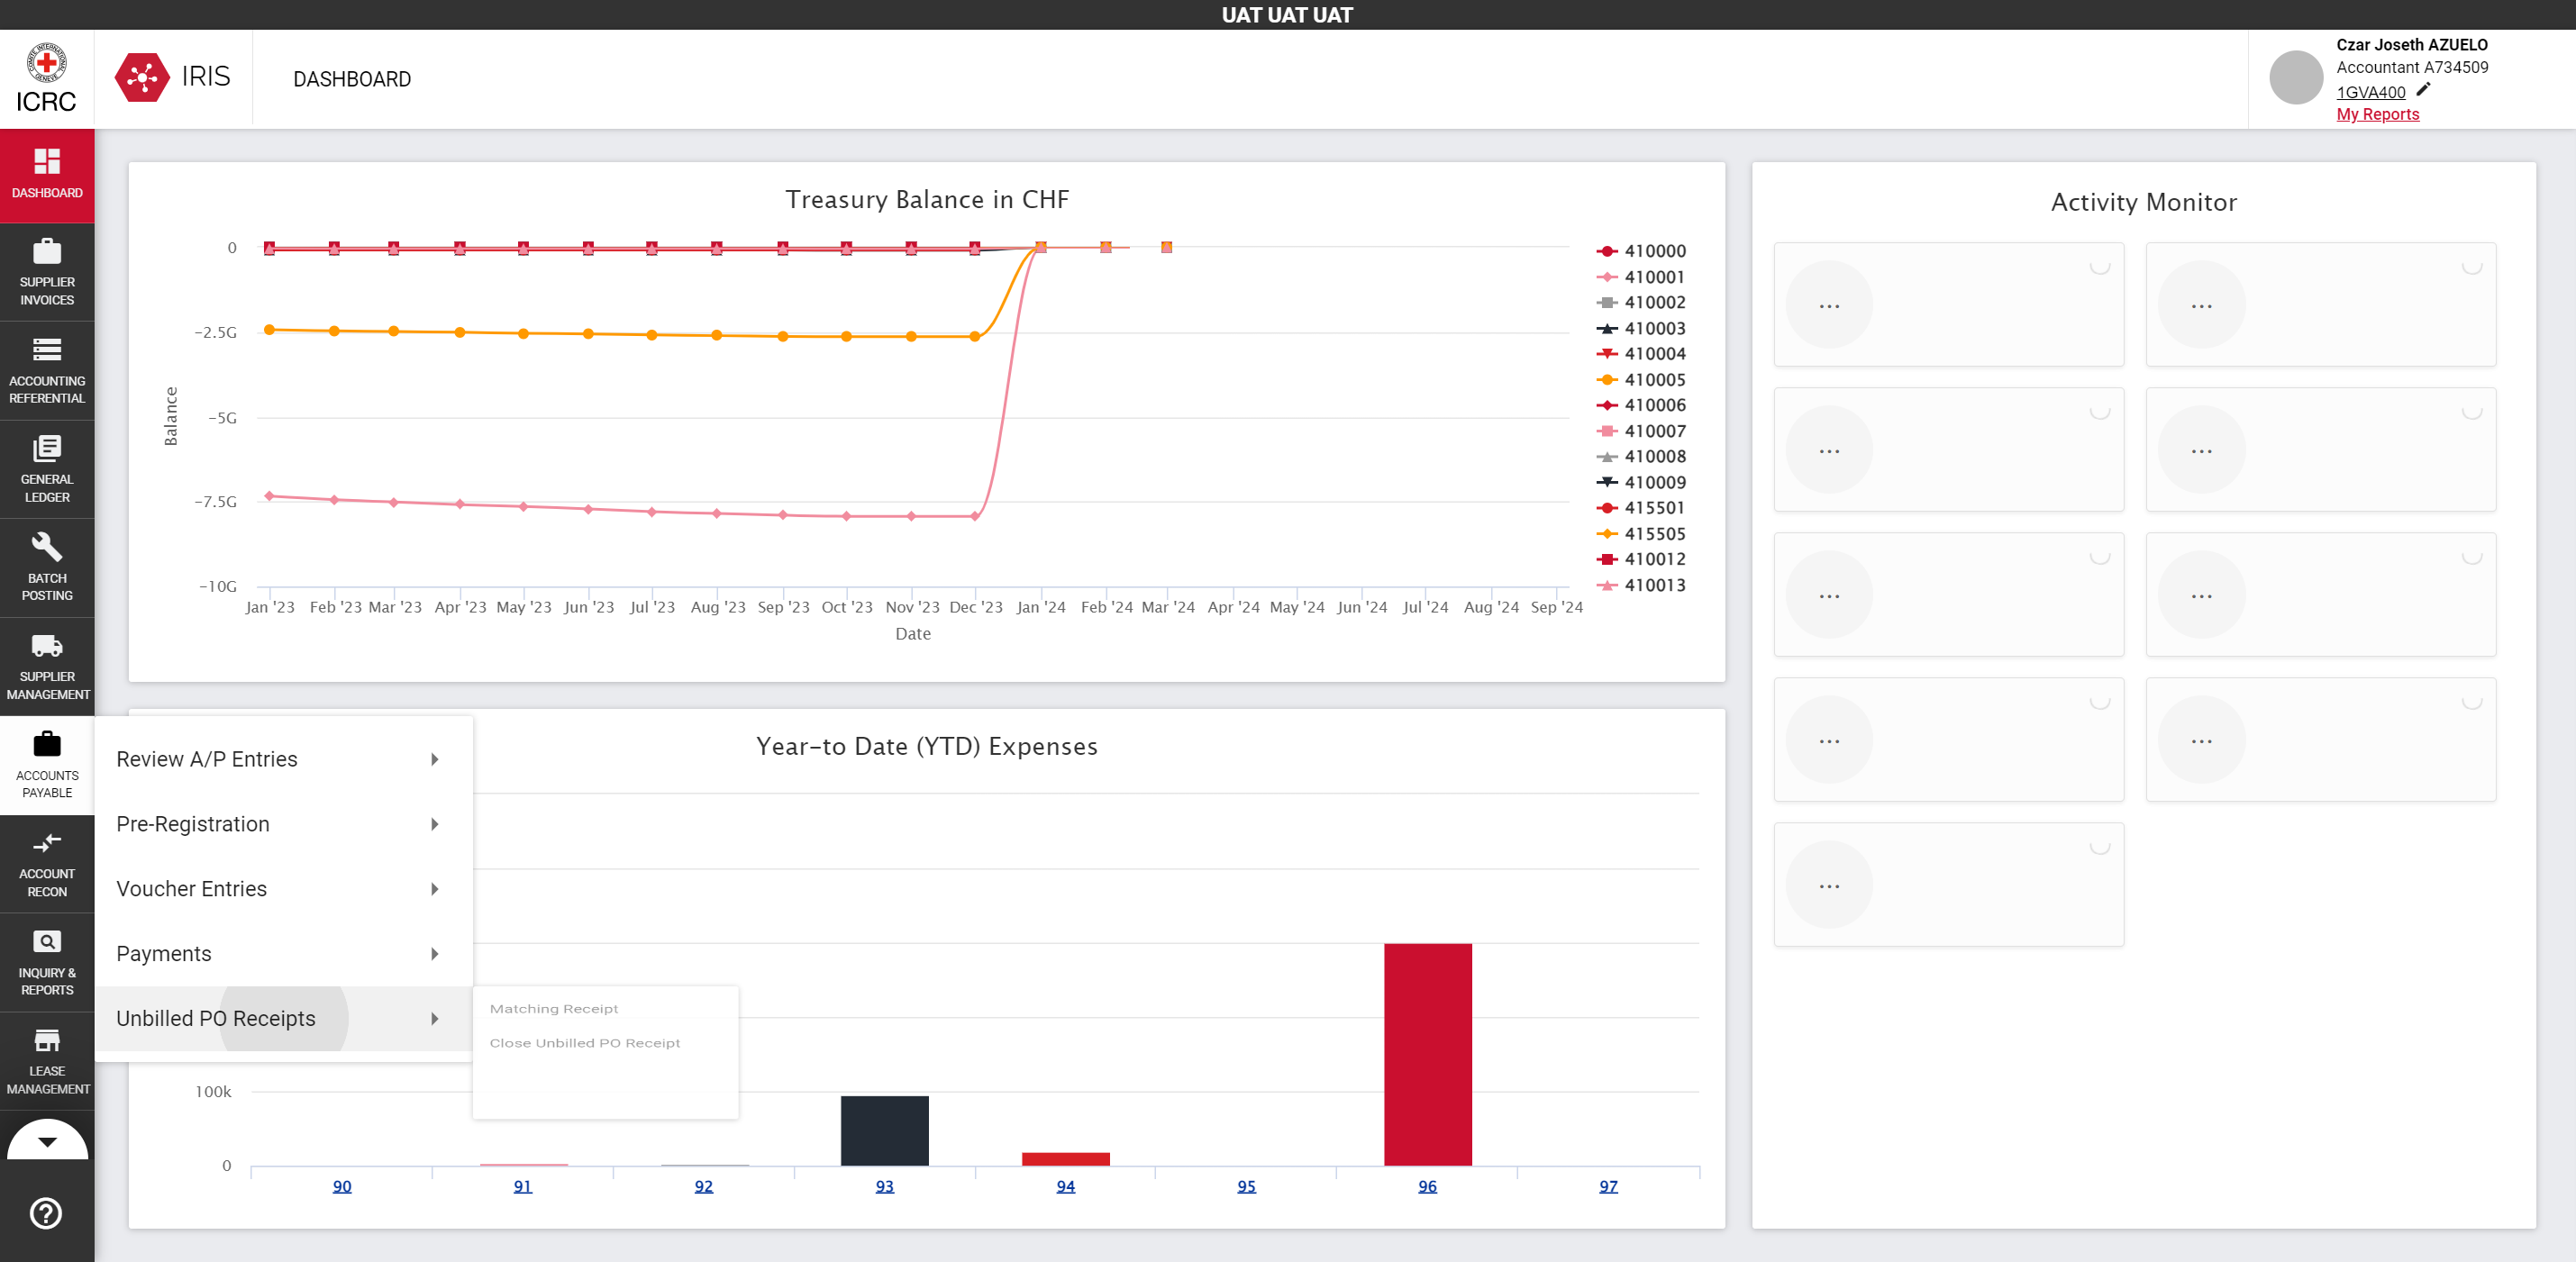 UAT UAT UAT
COMITE INTERNATIONAL GENEVE
ICRC
IRIS
DASHBOARD
Czar Joseth AZUELO
Accountant A734509
1GVA400
My Reports
DASHBOARD
SUPPLIER
INVOICES
ACCOUNTING
REFERENTIAL
GENERAL
LEDGER
BATCH
POSTING
SUPPLIER
MANAGEMENT
ACCOUNTS
PAYABLE
ACCOUNT
RECON
INQUIRY &
REPORTS
LEASE
MANAGEMENT
Treasury Balance in CHF
0
−2.5G
−5G
−7.5G
−10G
Balance
Jan '23 Feb '23 Mar '23 Apr '23 May '23 Jun '23 Jul '23 Aug '23 Sep '23 Oct '23 Nov '23 Dec '23 Jan '24 Feb '24 Mar '24 Apr '24 May '24 Jun '24 Jul '24 Aug '24 Sep '24
Date
410000
410001
410002
410003
410004
410005
410006
410007
410008
410009
415501
415505
410012
410013
Activity Monitor
...
...
...
...
...
...
...
...
...
Review A/P Entries
Pre-Registration
Voucher Entries
Payments
Unbilled PO Receipts
Matching Receipt
Close Unbilled PO Receipt
Year−to Date (YTD) Expenses
100k
0
90 91 92 93 94 95 96 97